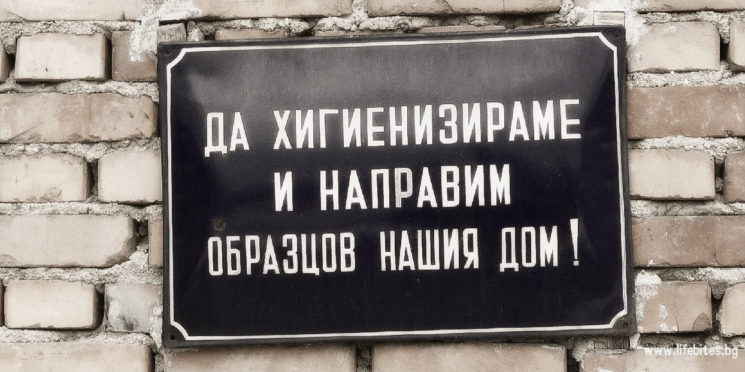 ДА ХИГИЕНИЗИРАМЕ
И НАПРАВИМ
ОБРАЗЦОВ НАШИЯ ДОМ!
www.lifebites.bg